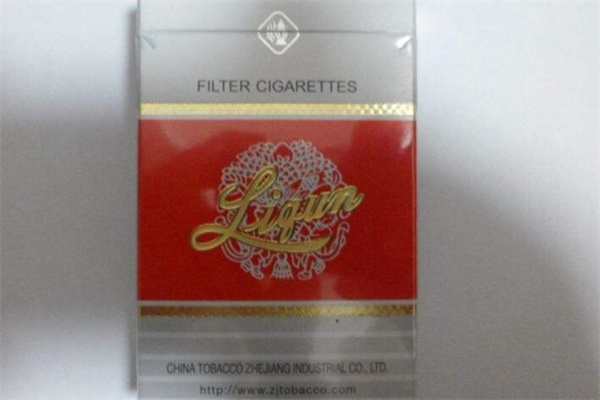 FILTER CIGARETTES
Liqun
CHINA TOBACCO ZHEJIANG INDUSTRIAL CO., LTD.
http://www.zjtobacco.com